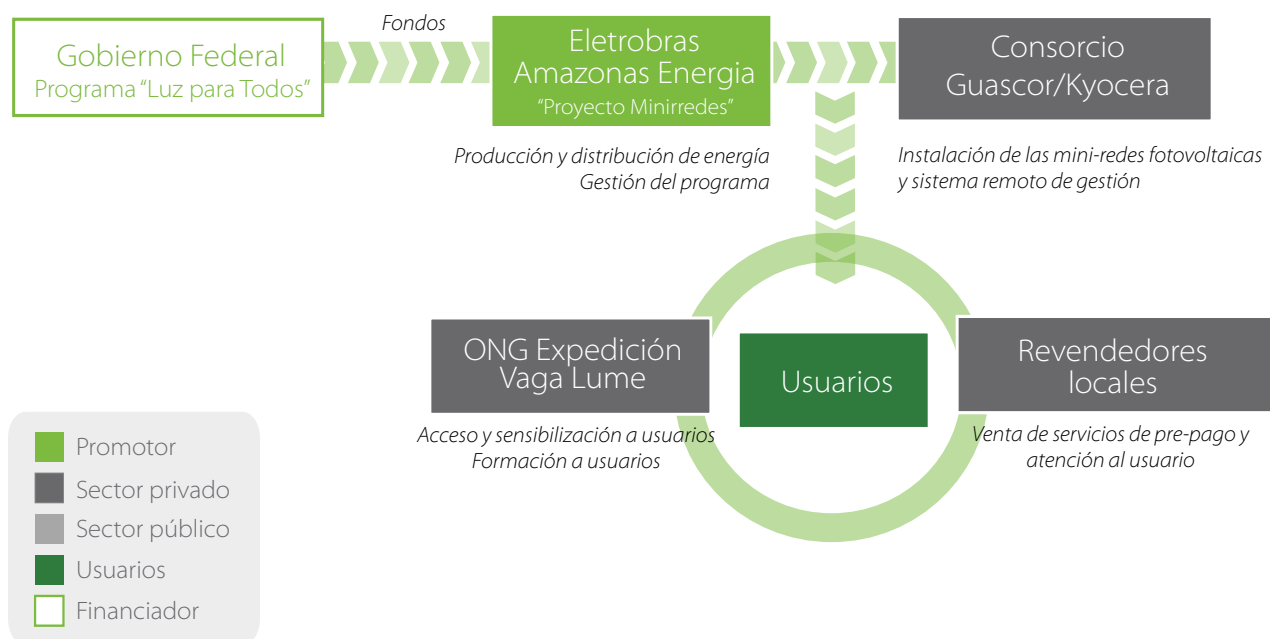 Fondos
Gobierno Federal
Programa “Luz para Todos”
Eletrobras
Amazonas Energia
“Proyecto Minirredes”
Consorcio
Guascor/Kyocera
Producción y distribución de energía
Gestión del programa
Instalación de las mini-redes fotovoltaicas
y sistema remoto de gestión
ONG Expedición
Vaga Lume
Usuarios
Revendedores
locales
Acceso y sensibilización a usuarios
Formación a usuarios
Venta de servicios de pre-pago y
atención al usuario
Promotor
Sector privado
Sector público
Usuarios
Financiador